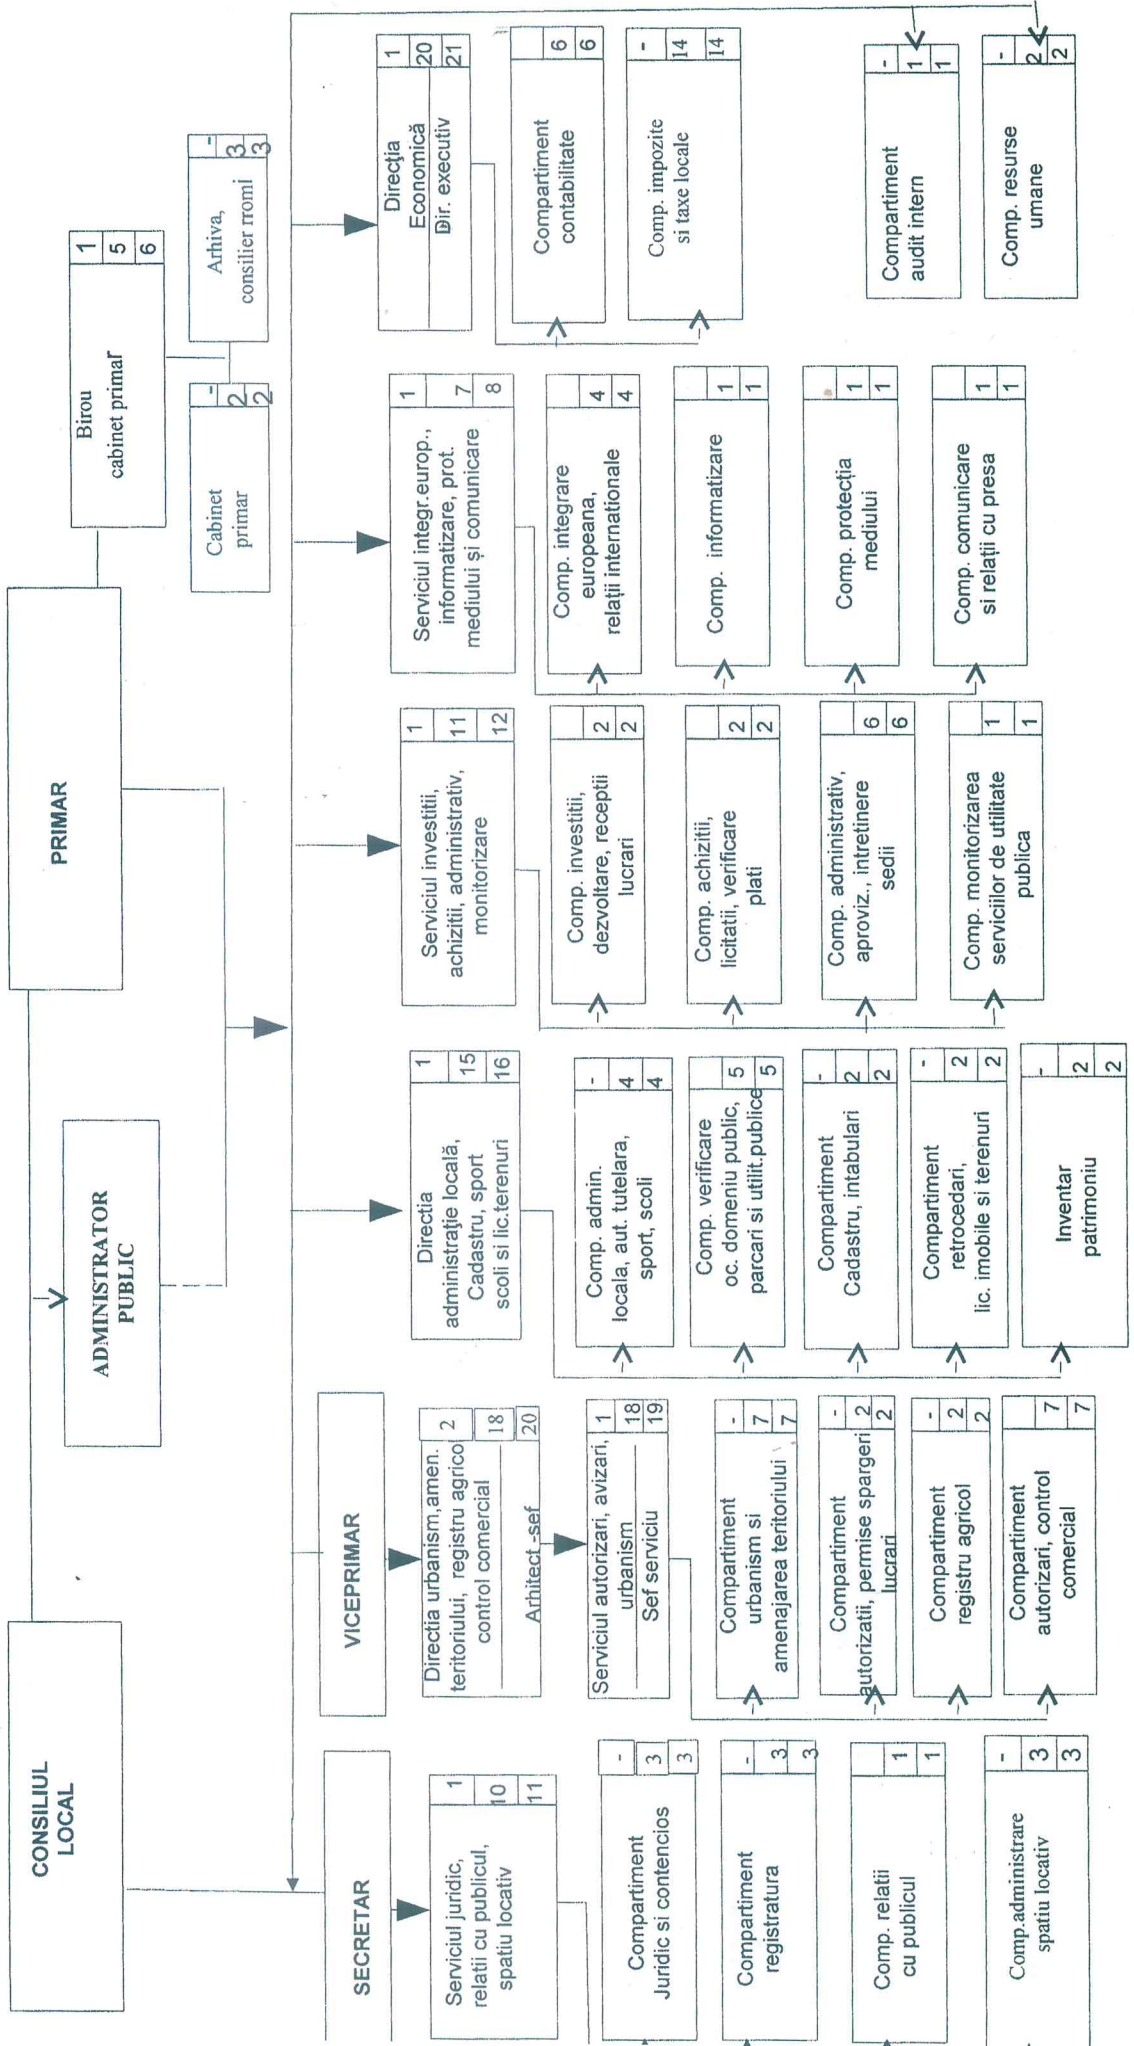 CONSILIUL
LOCAL
PRIMAR
ADMINISTRATOR
PUBLIC
Birou
cabinet primar
1
5
6
Cabinet
primar
-
2
2
Arhiva,
consilier rromi
-
3
3
SECRETAR
Serviciul juridic,
relatii cu publicul,
spatiu locativ
1
10
11
Compartiment
Juridic si contencios
-
3
3
Compartiment
registratura
-
3
3
Comp. relatii
cu publicul
1
1
Comp.administrare
spatiu locativ
-
3
3
VICEPRIMAR
Directia urbanism,amen.
teritoriului, registru agrico
control comercial
Arhitect -sef
2
18
20
Serviciul autorizari, avizari,
urbanism
Sef serviciu
1
18
19
Compartiment
urbanism si
amenajarea teritoriului
-
7
7
Compartiment
autorizatii, permise spargeri
lucrari
-
2
2
Compartiment
registru agricol
-
2
2
Compartiment
autorizari, control
comercial
7
7
Directia
administraţie locală,
Cadastru, sport
scoli si lic.terenuri
1
15
16
Comp. admin.
locala, aut. tutelara,
sport, scoli
-
4
4
Comp. verificare
oc. domeniu public,
parcari si utilit.publice
5
5
Compartiment
Cadastru, intabulari
-
2
2
Compartiment
retrocedari,
lic. imobile si terenuri
-
2
2
Inventar
patrimoniu
-
2
2
Serviciul investitii,
achizitii, administrativ,
monitorizare
1
11
12
Comp. investitii,
dezvoltare, receptii
lucrari
2
2
Comp. achizitii,
licitatii, verificare
plati
2
2
Comp. administrativ,
aproviz., intretinere
sedii
6
6
Comp. monitorizarea
serviciilor de utilitate
publica
1
1
Serviciul integr.europ.,
informatizare, prot.
mediului şi comunicare
1
7
8
Comp. integrare
europeana,
relaţii internationale
4
4
Comp. informatizare
1
1
Comp. protecţia
mediului
1
1
Comp. comunicare
si relaţii cu presa
1
1
Direcţia
Economică
Dir. executiv
1
20
21
Compartiment
contabilitate
6
6
Comp. impozite
si taxe locale
-
14
14
Compartiment
audit intern
-
1
1
Comp. resurse
umane
-
2
2